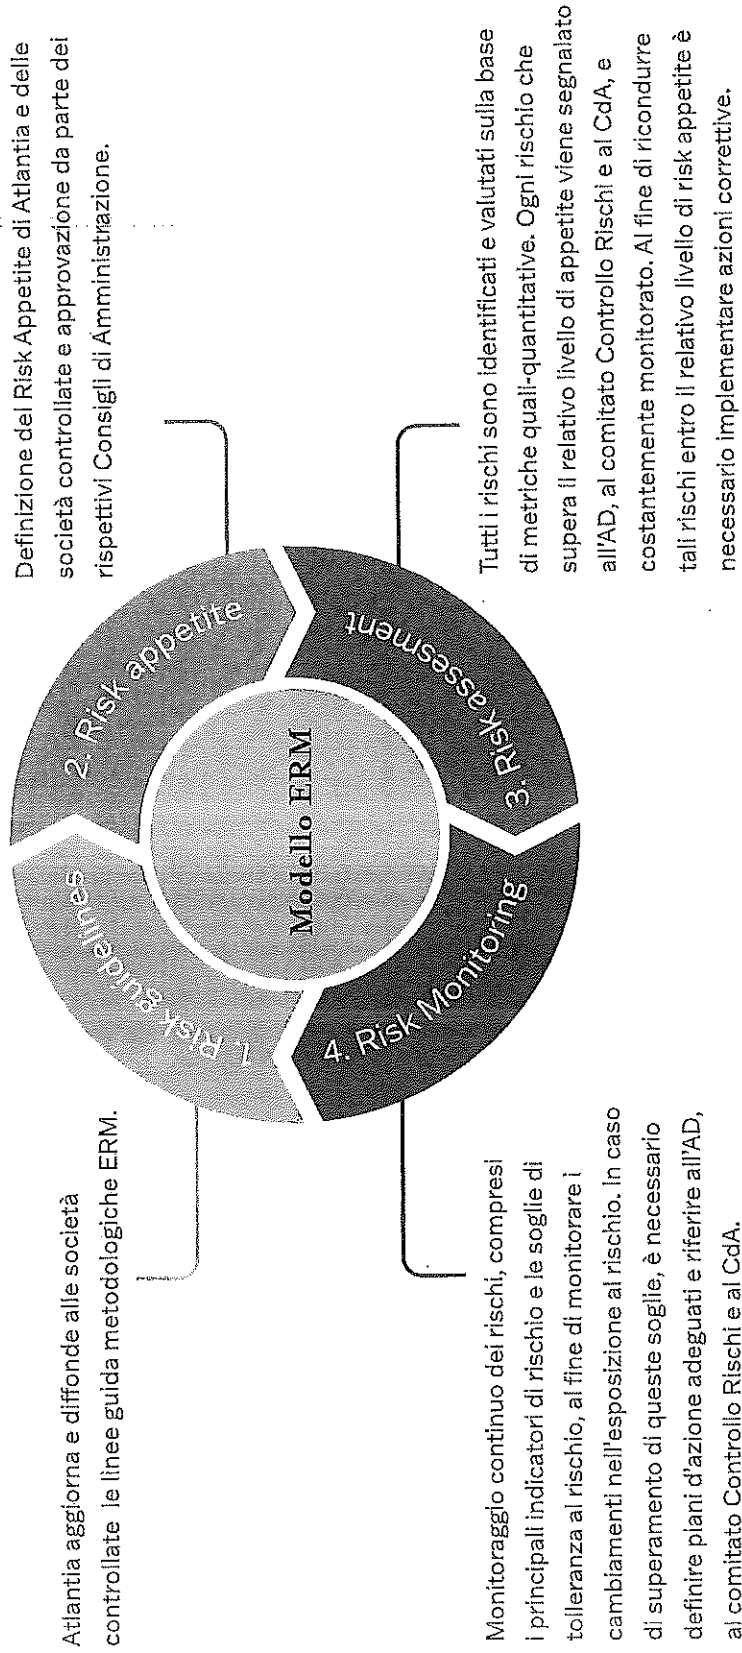 Atlantia aggiorna e diffonde alle società
controllate le linee guida metodologiche ERM.
Definizione del Risk Appetite di Atlantia e delle
società controllate e approvazione da parte dei
rispettivi Consigli di Amministrazione.
1. Risk guidelines
2. Risk appetite
Modello ERM
3. Risk assesment
4. Risk Monitoring
Monitoraggio continuo dei rischi, compresi
i principali indicatori di rischio e le soglie di
tolleranza al rischio, al fine di monitorare i
cambiamenti nell'esposizione al rischio. In caso
di superamento di queste soglie, è necessario
definire piani d'azione adeguati e riferire all'AD,
al comitato Controllo Rischi e al CdA.
Tutti i rischi sono identificati e valutati sulla base
di metriche quali-quantitative. Ogni rischio che
supera il relativo livello di appetite viene segnalato
all'AD, al comitato Controllo Rischi e al CdA, e
costantemente monitorato. Al fine di ricondurre
tali rischi entro il relativo livello di risk appetite è
necessario implementare azioni correttive.